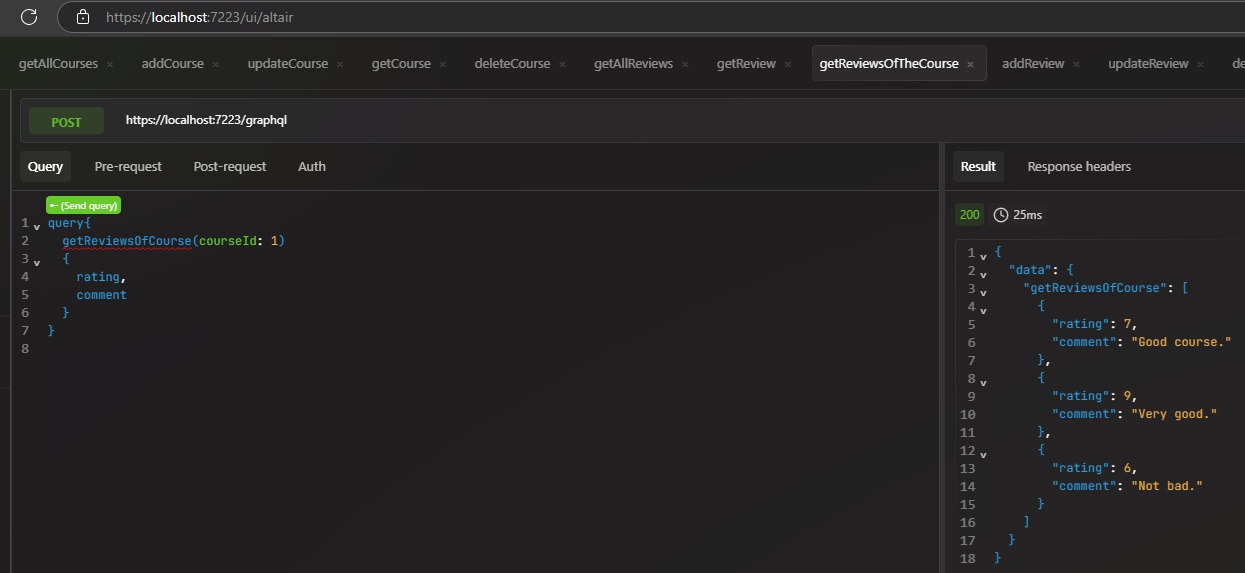 https://localhost:7223/ui/altair
getAllCourses × addCourse × updateCourse × getCourse × deleteCourse × getAllReviews × getReview × getReviewsOfTheCourse × addReview × updateReview × de
POST https://localhost:7223/graphql
Query Pre-request Post-request Auth
(Send query)
1 query{
2 getReviewsOfCourse(courseId: 1)
3 {
4 rating,
5 comment
6 }
7 }
8
Result Response headers
200 25ms
1 {
2 "data": {
3 "getReviewsOfCourse": [
4 {
5 "rating": 7,
6 "comment": "Good course."
7 },
8 {
9 "rating": 9,
10 "comment": "Very good."
11 },
12 {
13 "rating": 6,
14 "comment": "Not bad."
15 }
16 ]
17 }
18 }